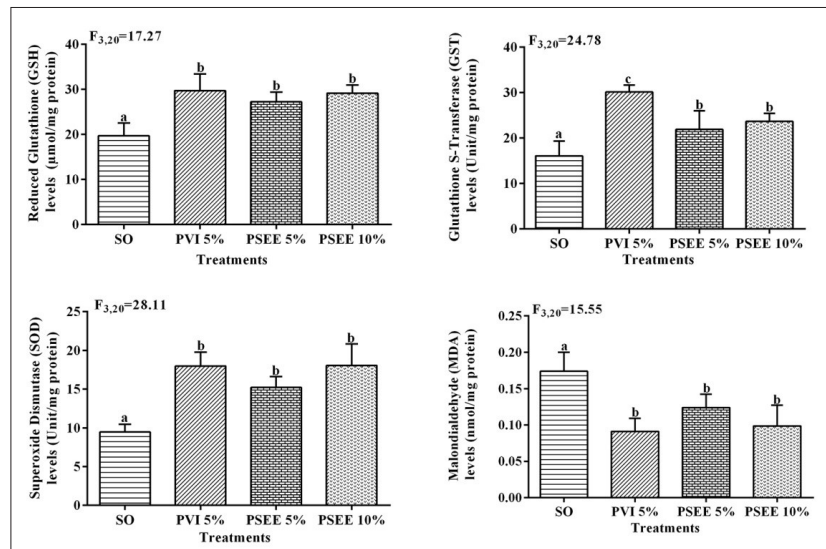 F3,20=17.27
Reduced Glutathione (GSH)
levels (µmol/mg protein)
40
30
20
10
0
a
b
b
b
SO
PVI 5%
PSEE 5%
PSEE 10%
Treatments
F3,20=24.78
Glutathione S-Transferase (GST)
levels (Unit/mg protein)
40
30
20
10
0
a
c
b
b
SO
PVI 5%
PSEE 5%
PSEE 10%
Treatments
F3,20=28.11
Superoxide Dismutase (SOD)
levels (Unit/mg protein)
25
20
15
10
5
0
a
b
b
b
SO
PVI 5%
PSEE 5%
PSEE 10%
Treatments
F3,20=15.55
Malondialdehyde (MDA)
levels (nmol/mg protein)
0.25
0.20
0.15
0.10
0.05
0.00
a
b
b
b
SO
PVI 5%
PSEE 5%
PSEE 10%
Treatments